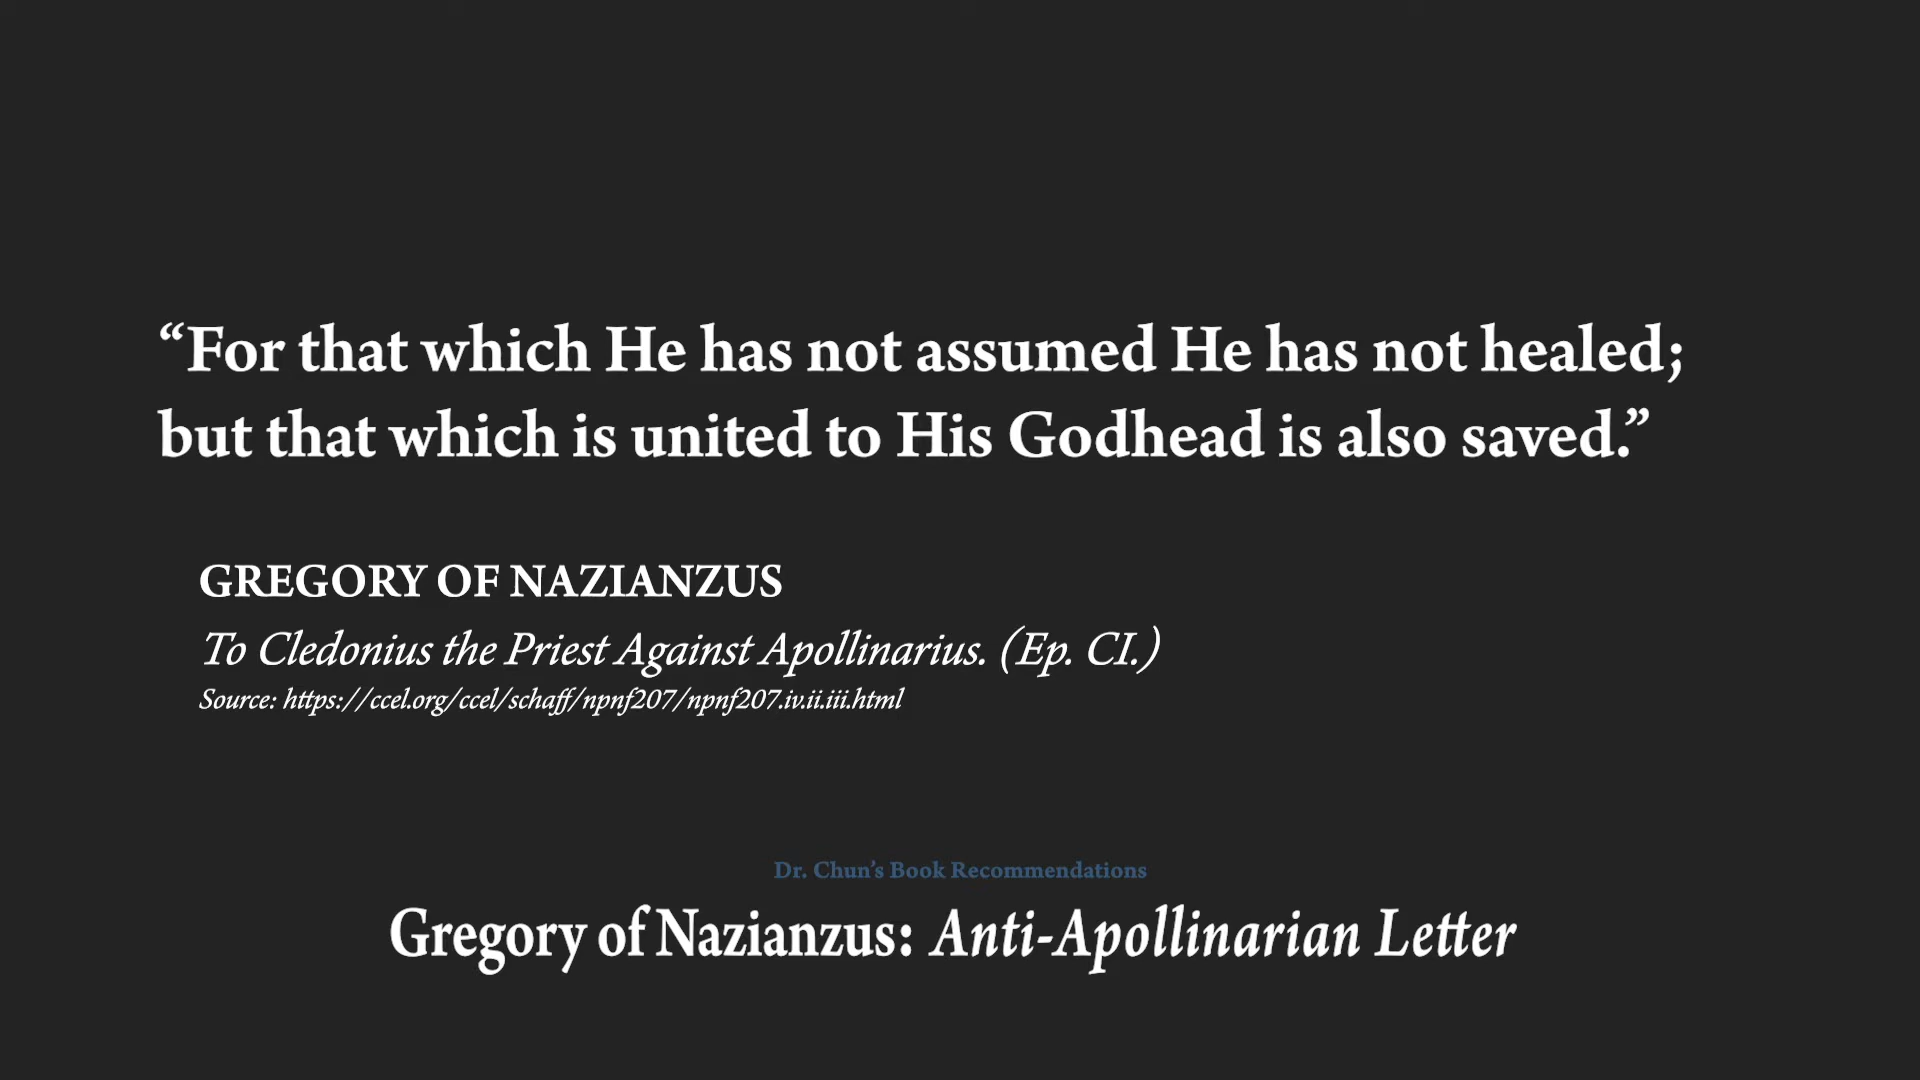 “For that which He has not assumed He has not healed;
but that which is united to His Godhead is also saved.”
GREGORY OF NAZIANZUS
To Cledonius the Priest Against Apollinarius. (Ep. CI.)
Source: https://ccel.org/ccel/schaff/npnf207/npnf207.iv.ii.iii.html
Dr. Chun’s Book Recommendations
Gregory of Nazianzus: Anti-Apollinarian Letter